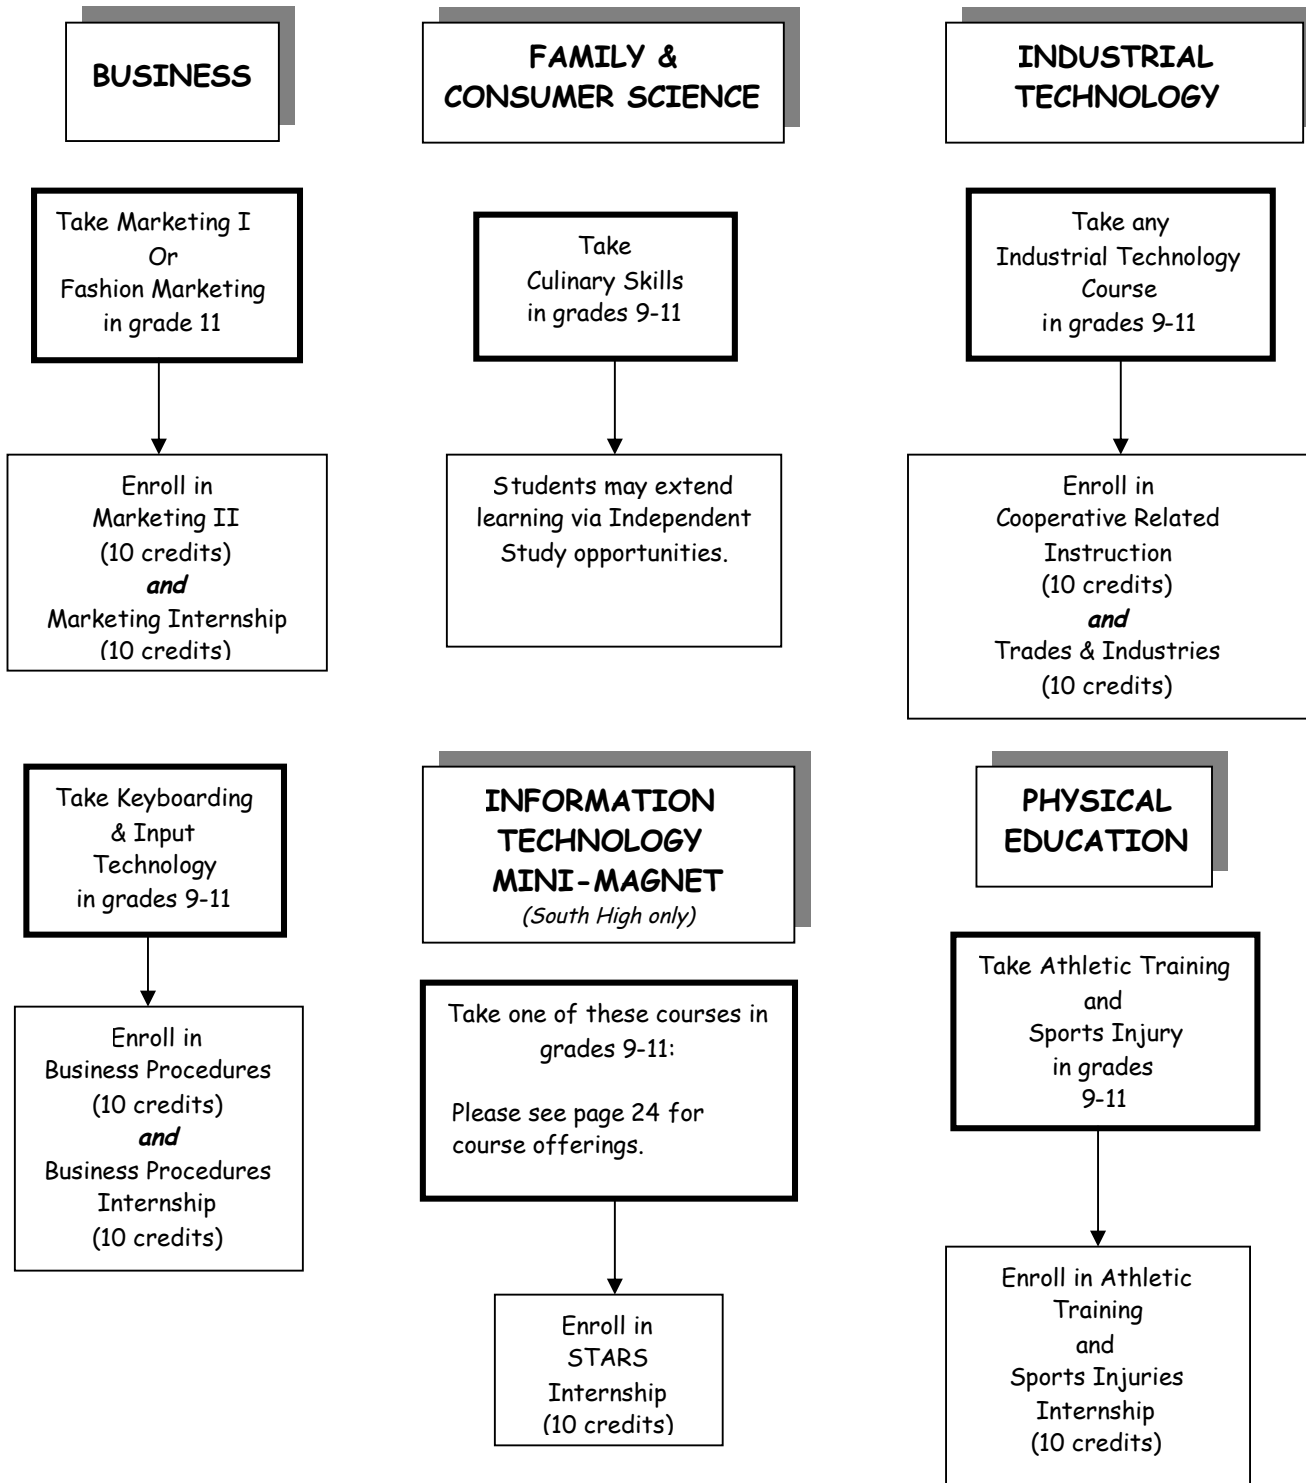 BUSINESS
Take Marketing I
Or
Fashion Marketing
in grade 11
Enroll in
Marketing II
(10 credits)
and
Marketing Internship
(10 credits)
Take Keyboarding
& Input
Technology
in grades 9-11
Enroll in
Business Procedures
(10 credits)
and
Business Procedures
Internship
(10 credits)
FAMILY &
CONSUMER SCIENCE
Take
Culinary Skills
in grades 9-11
Students may extend
learning via Independent
Study opportunities.
INFORMATION
TECHNOLOGY
MINI-MAGNET
(South High only)
Take one of these courses in
grades 9-11:
Please see page 24 for
course offerings.
Enroll in
STARS
Internship
(10 credits)
INDUSTRIAL
TECHNOLOGY
Take any
Industrial Technology
Course
in grades 9-11
Enroll in
Cooperative Related
Instruction
(10 credits)
and
Trades & Industries
(10 credits)
PHYSICAL
EDUCATION
Take Athletic Training
and
Sports Injury
in grades
9-11
Enroll in Athletic
Training
and
Sports Injuries
Internship
(10 credits)